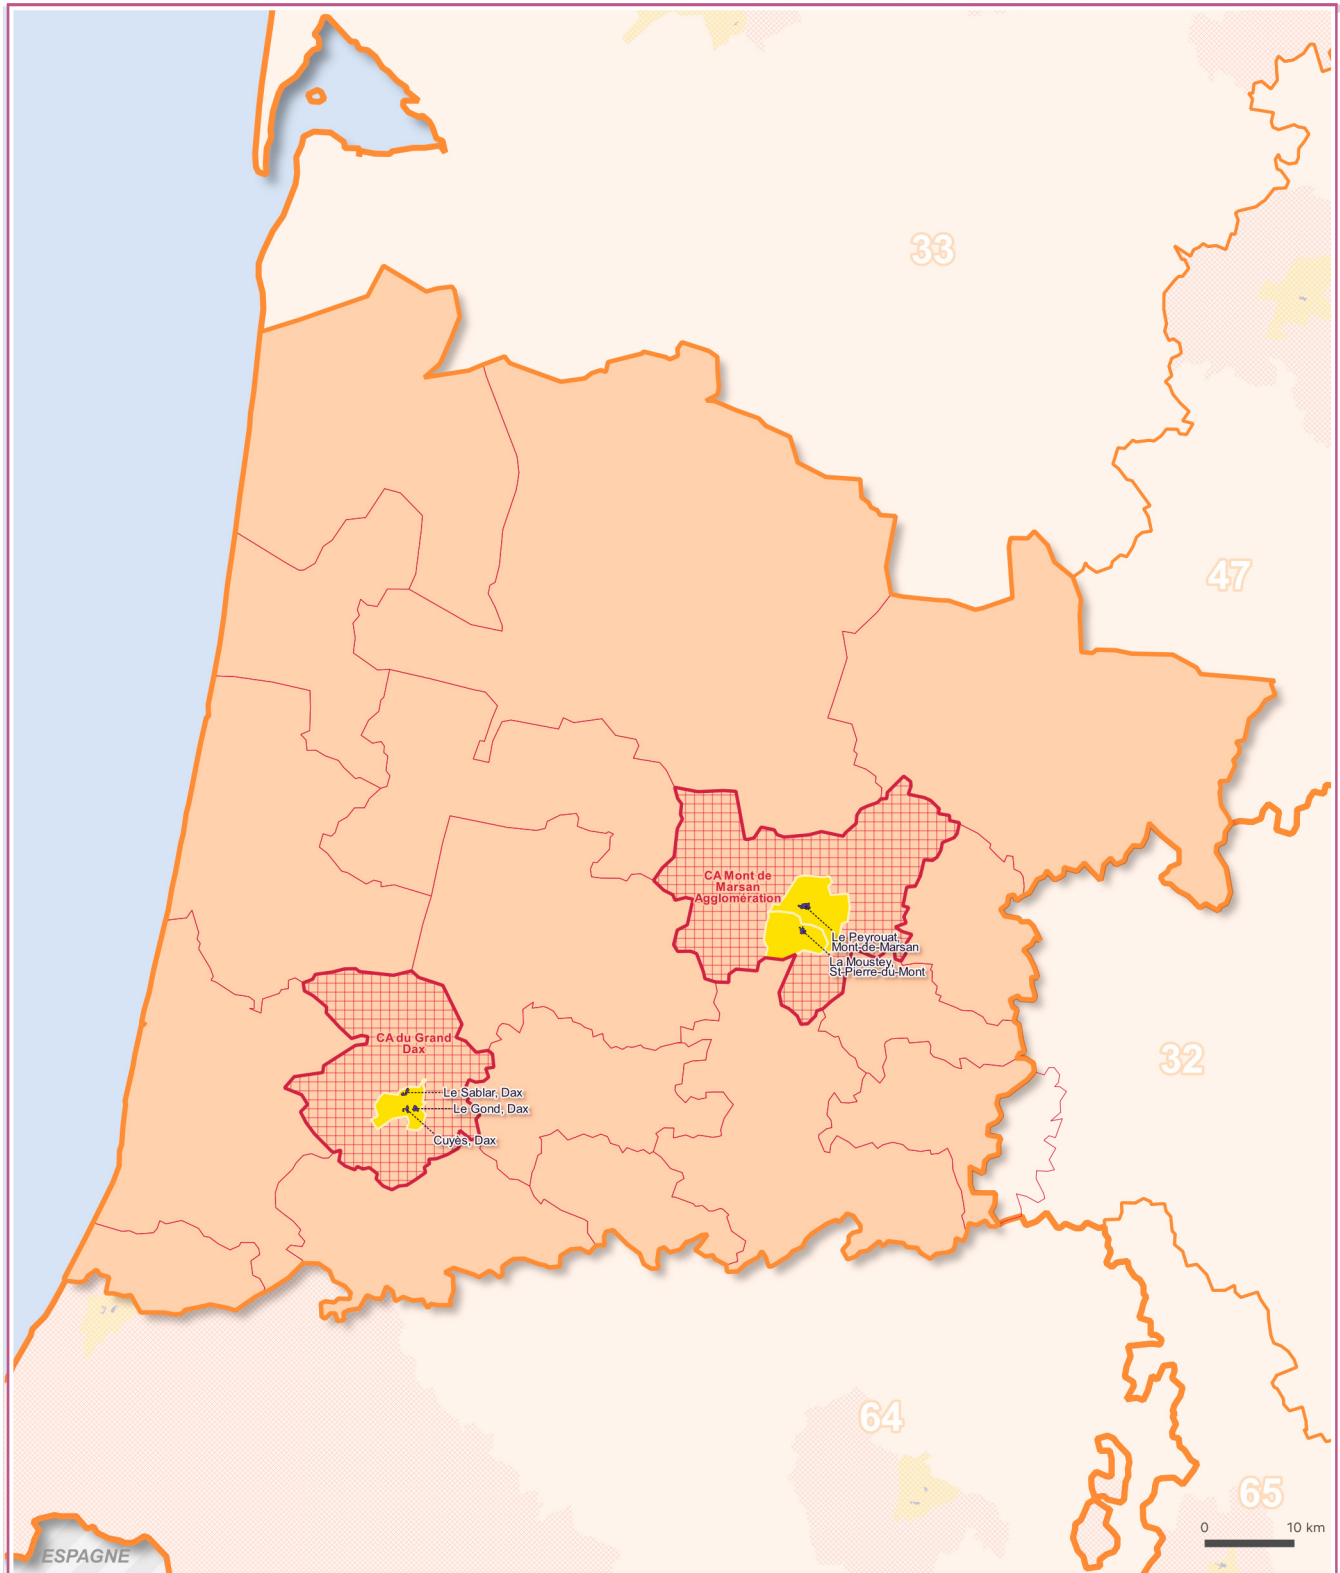 33
47
CA Mont de
Marsan
Agglomération
Le Peyrouat,
Mont-de-Marsan
La Moustey,
St-Pierre-du-Mont
CA du Grand
Dax
32
Le Sablar, Dax
Le Gond, Dax
Cuyès, Dax
64
65
0 10 km
ESPAGNE